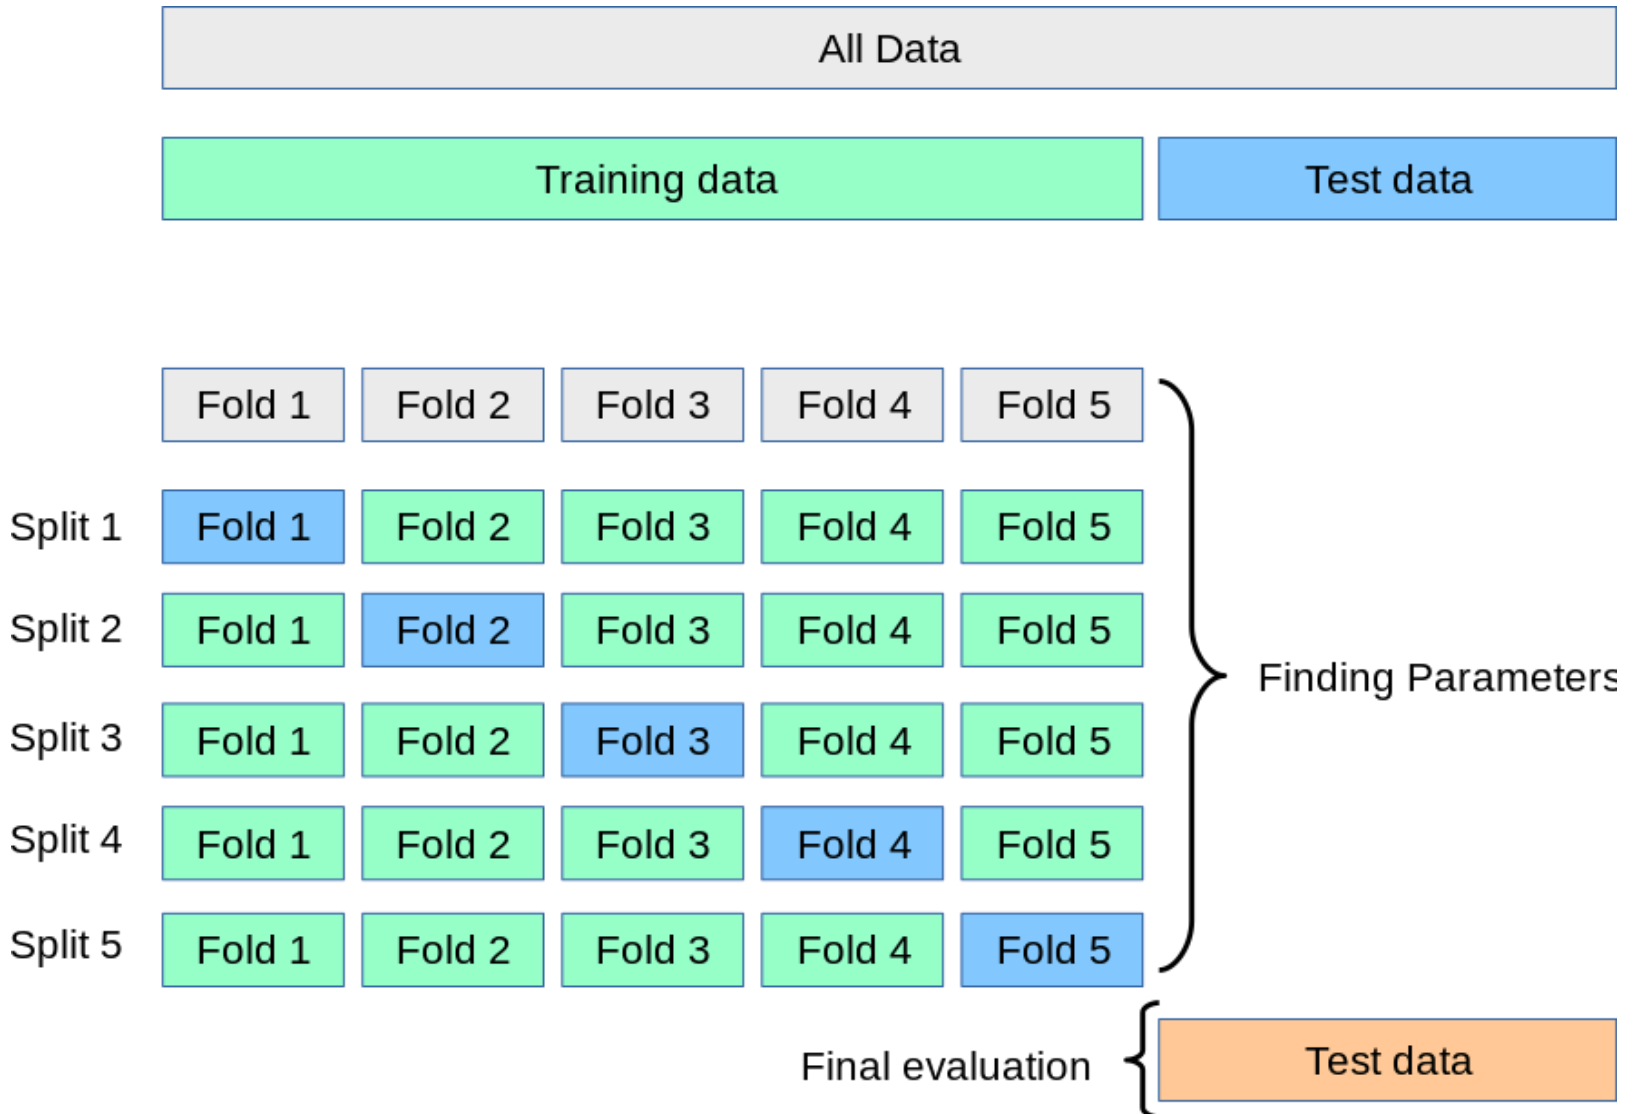 All Data
Training data Test data
Fold 1 Fold 2 Fold 3 Fold 4 Fold 5
Split 1 Fold 1 Fold 2 Fold 3 Fold 4 Fold 5
Split 2 Fold 1 Fold 2 Fold 3 Fold 4 Fold 5
Finding Parameters
Split 3 Fold 1 Fold 2 Fold 3 Fold 4 Fold 5
Split 4 Fold 1 Fold 2 Fold 3 Fold 4 Fold 5
Split 5 Fold 1 Fold 2 Fold 3 Fold 4 Fold 5
Final evaluation Test data